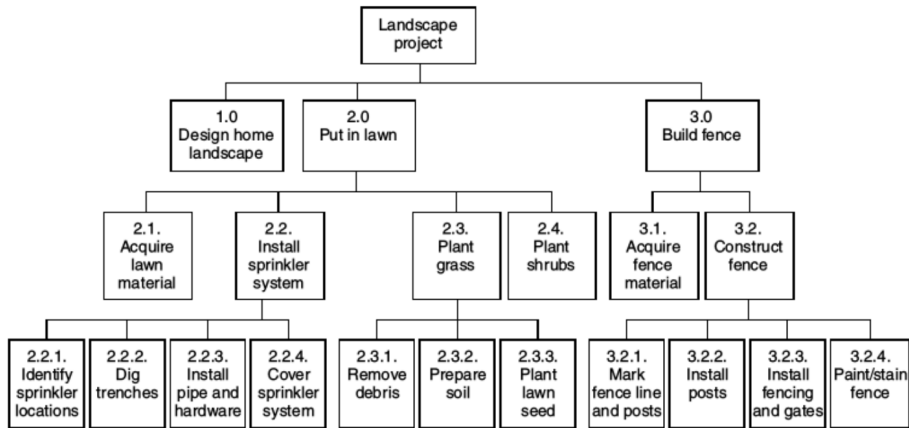 Landscape
project
1.0
Design home
landscape
2.0
Put in lawn
3.0
Build fence
2.1.
Acquire
lawn
material
2.2.
Install
sprinkler
system
2.3.
Plant
grass
2.4.
Plant
shrubs
3.1.
Acquire
fence
material
3.2.
Construct
fence
2.2.1.
Identify
sprinkler
locations
2.2.2.
Dig
trenches
2.2.3.
Install
pipe and
hardware
2.2.4.
Cover
sprinkler
system
2.3.1.
Remove
debris
2.3.2.
Prepare
soil
2.3.3.
Plant
lawn
seed
3.2.1.
Mark
fence line
and posts
3.2.2.
Install
posts
3.2.3.
Install
fencing
and gates
3.2.4.
Paint/stain
fence